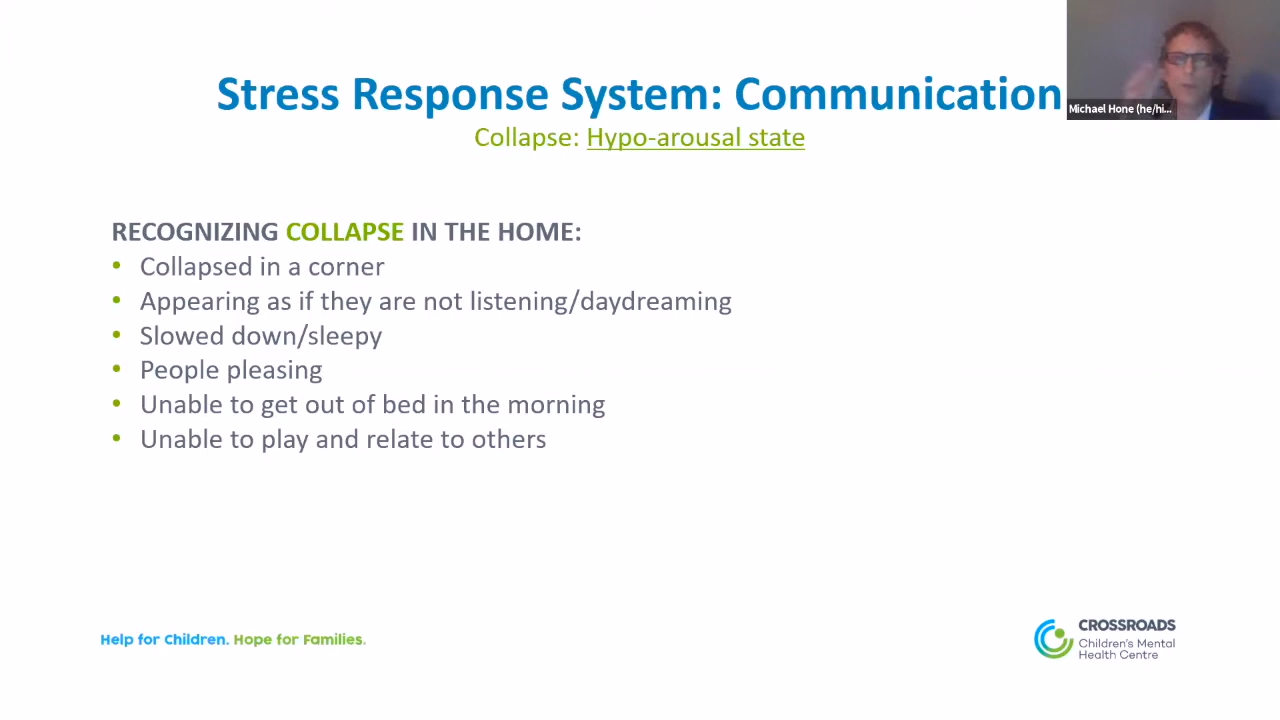 Stress Response System: Communication
Michael Hone (he/hi...
Collapse: Hypo-arousal state
RECOGNIZING COLLAPSE IN THE HOME:
• Collapsed in a corner
• Appearing as if they are not listening/daydreaming
• Slowed down/sleepy
• People pleasing
• Unable to get out of bed in the morning
• Unable to play and relate to others
Help for Children. Hope for Families.
CROSSROADS
Children's Mental
Health Centre